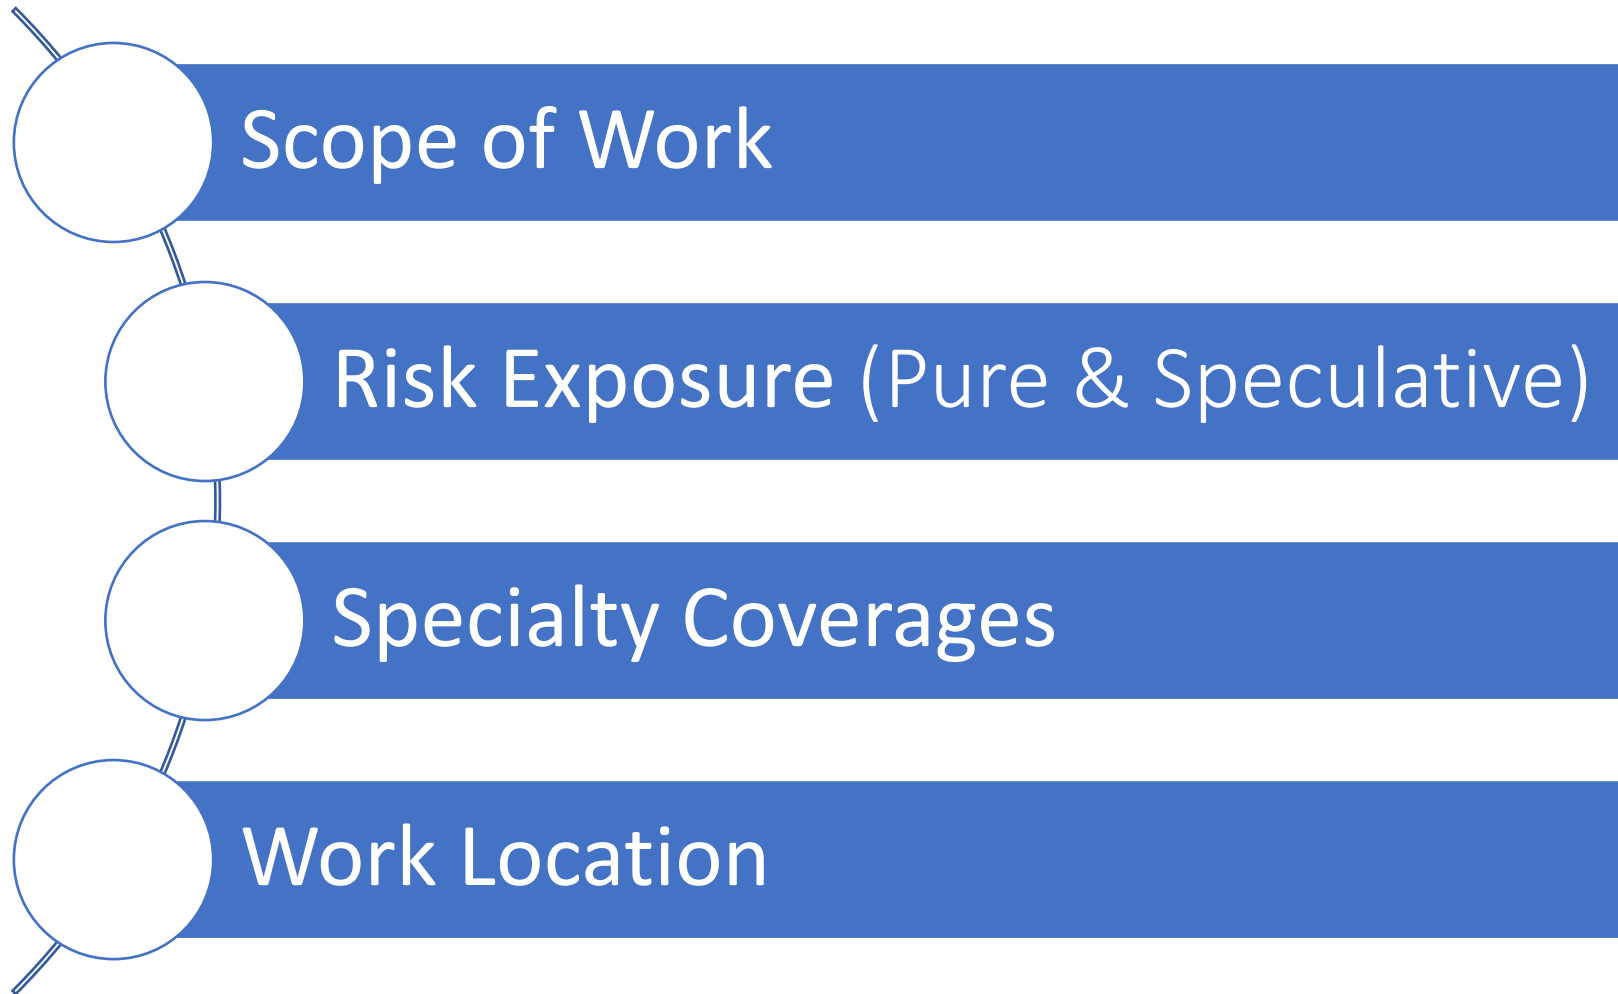 Scope of Work
Risk Exposure (Pure & Speculative)
Specialty Coverages
Work Location